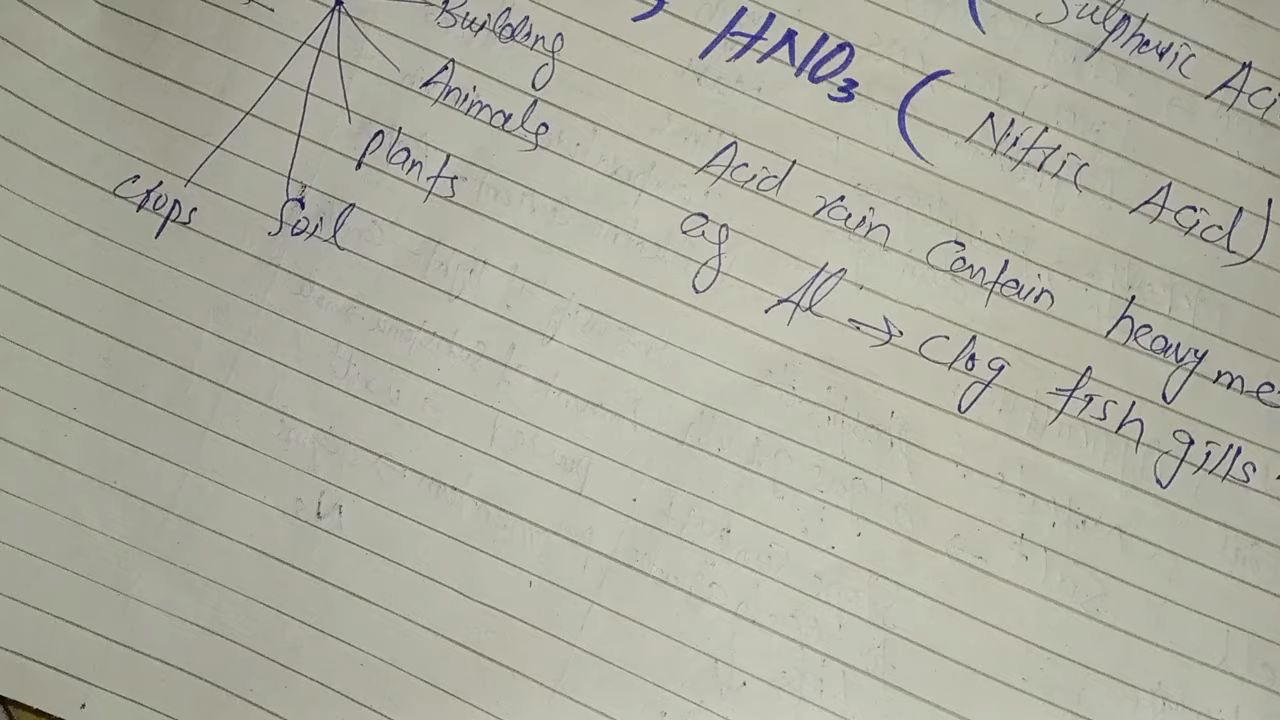 Building
Animals
Plants
Soil
Crops
Sulphuric Aci
HNO3 (Nitric Acid)
Acid rain Contain heavy me
eg Al → Clog fish gills.